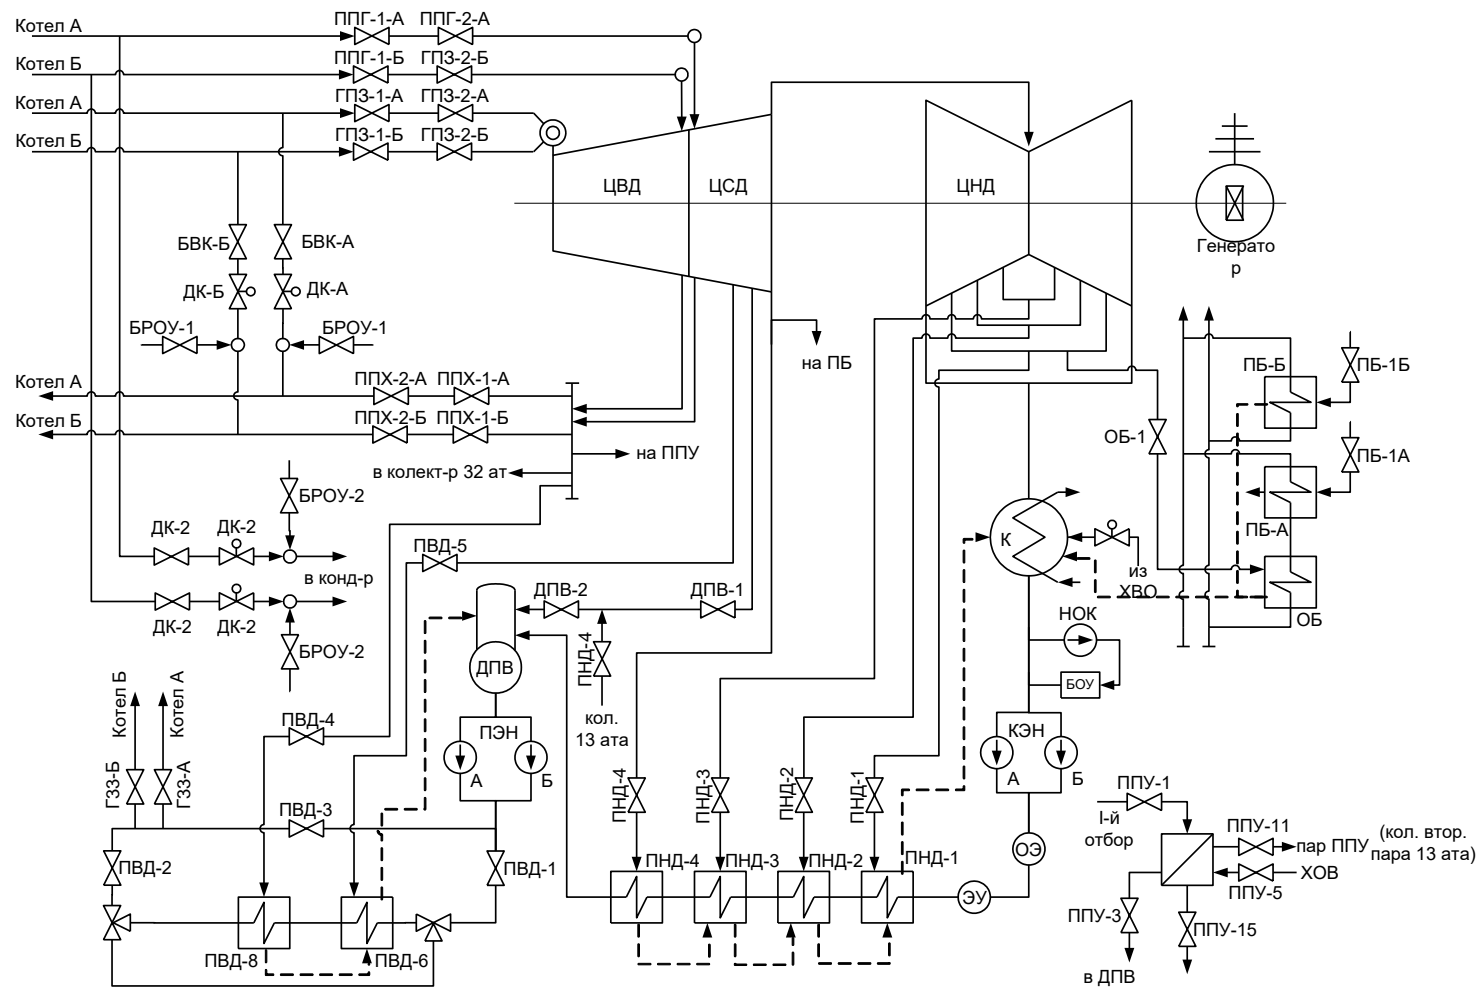 Котел А
ППГ-1-А
ППГ-2-А
Котел Б
ППГ-1-Б
ГПЗ-2-Б
Котел А
ГПЗ-1-А
ГПЗ-2-А
Котел Б
ГПЗ-1-Б
ГПЗ-2-Б
ЦВД
ЦСД
ЦНД
Генерато
р
БВК-Б
БВК-А
ДК-Б
ДК-А
БРОУ-1
БРОУ-1
на ПБ
ПБ-Б
ПБ-1Б
Котел А
ППХ-2-А
ППХ-1-А
Котел Б
ППХ-2-Б
ППХ-1-Б
ОБ-1
на ППУ
ПБ-1А
в колект-р 32 ат
БРОУ-2
ПБ-А
ДК-2
ДК-2
К
ПВД-5
в конд-р
из
ХВО
ДПВ-2
ДПВ-1
ДК-2
ДК-2
НОК
ОБ
БРОУ-2
ПНД-4
ДПВ
БОУ
Котел Б
Котел А
ПВД-4
кол.
13 ата
ПЭН
А
Б
КЭН
А
Б
ГЗЗ-Б
ГЗЗ-А
ПНД-4
ПНД-3
ПНД-2
ПНД-1
ППУ-1
I-й
отбор
ПВД-3
ППУ-11
пар ППУ
(кол. втор.
пара 13 ата)
ОЭ
ПВД-2
ПВД-1
ПНД-4
ПНД-3
ПНД-2
ПНД-1
ХОВ
ППУ-5
ЭУ
ППУ-3
ППУ-15
ПВД-8
ПВД-6
в ДПВ